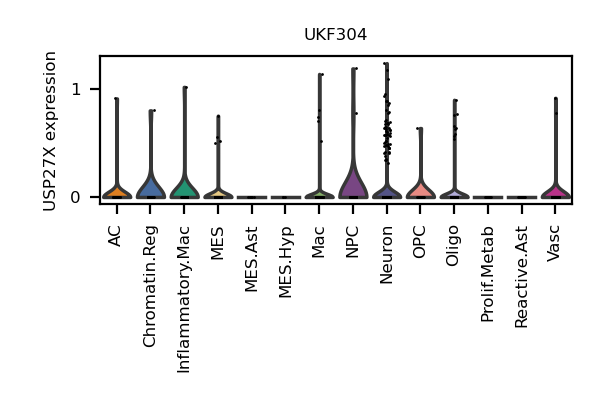 UKF304
USP27X expression
1
0
AC
Chromatin.Reg
Inflammatory.Mac
MES
MES.Ast
MES.Hyp
Mac
NPC
Neuron
OPC
Oligo
Prolif.Metab
Reactive.Ast
Vasc